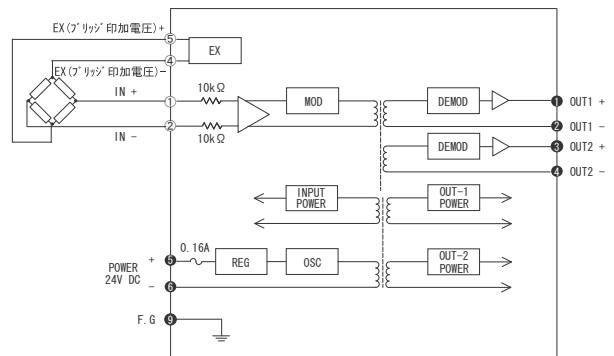 EX(ﾌﾞﾘｯｼﾞ印加電圧)+
⑤
EX
④
EX(ﾌﾞﾘｯｼﾞ印加電圧)-
IN +
①
10kΩ
MOD
DEMOD
❶ OUT1 +
②
❷ OUT1 -
IN -
10kΩ
DEMOD
❸ OUT2 +
❹ OUT2 -
INPUT
POWER
OUT-1
POWER
+
❺
0.16A
REG
OSC
OUT-2
POWER
POWER
24V DC
-
❻
F.G ❾